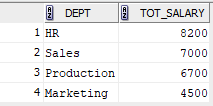 DEPT TOT_SALARY
1 HR 8200
2 Sales 7000
3 Production 6700
4 Marketing 4500